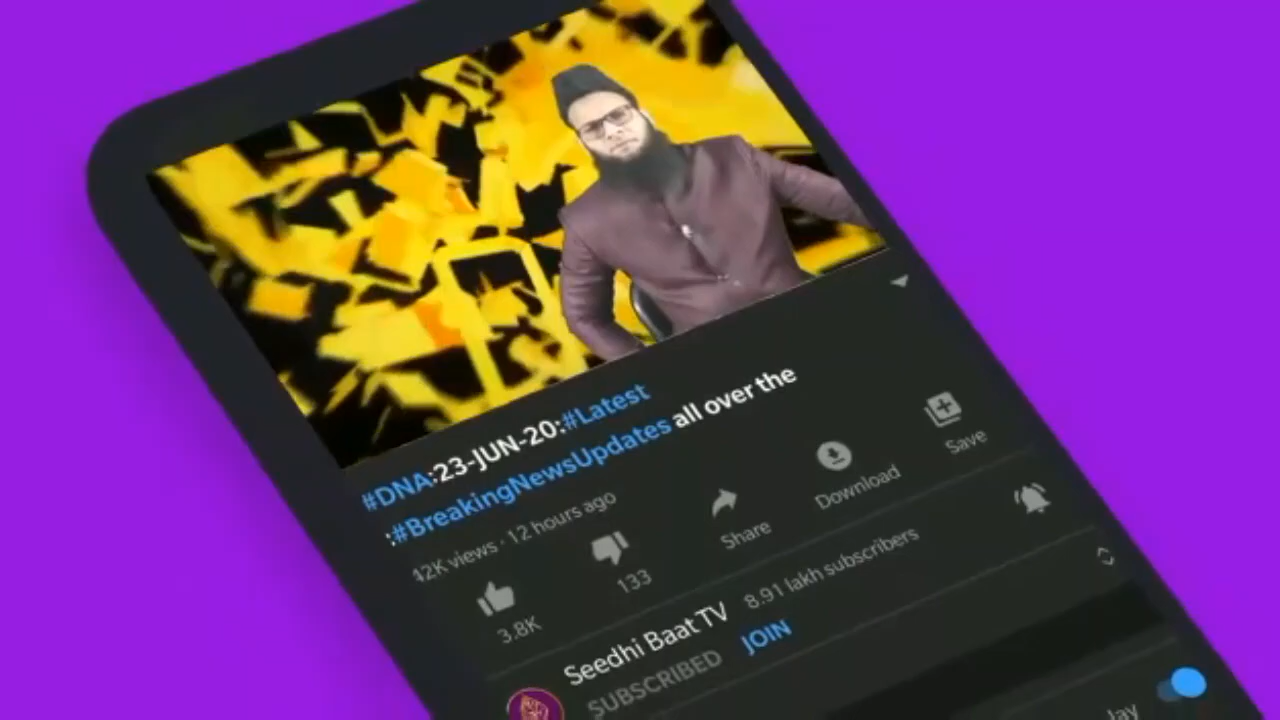 #DNA:23-JUN-20:#Latest
:#BreakingNewsUpdates all over the
42K views · 12 hours ago
3.8K
133
Share
Download
Save
Seedhi Baat TV
8.91 lakh subscribers
SUBSCRIBED
JOIN